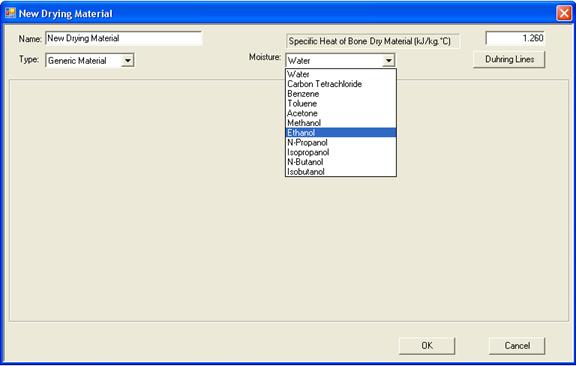 New Drying Material
Name: New Drying Material Specific Heat of Bone Dry Material (kJ/kg.°C) 1.260
Type: Generic Material Moisture: Water Duhring Lines
Water
Carbon Tetrachloride
Benzene
Toluene
Acetone
Methanol
Ethanol
N-Propanol
Isopropanol
N-Butanol
Isobutanol
OK Cancel